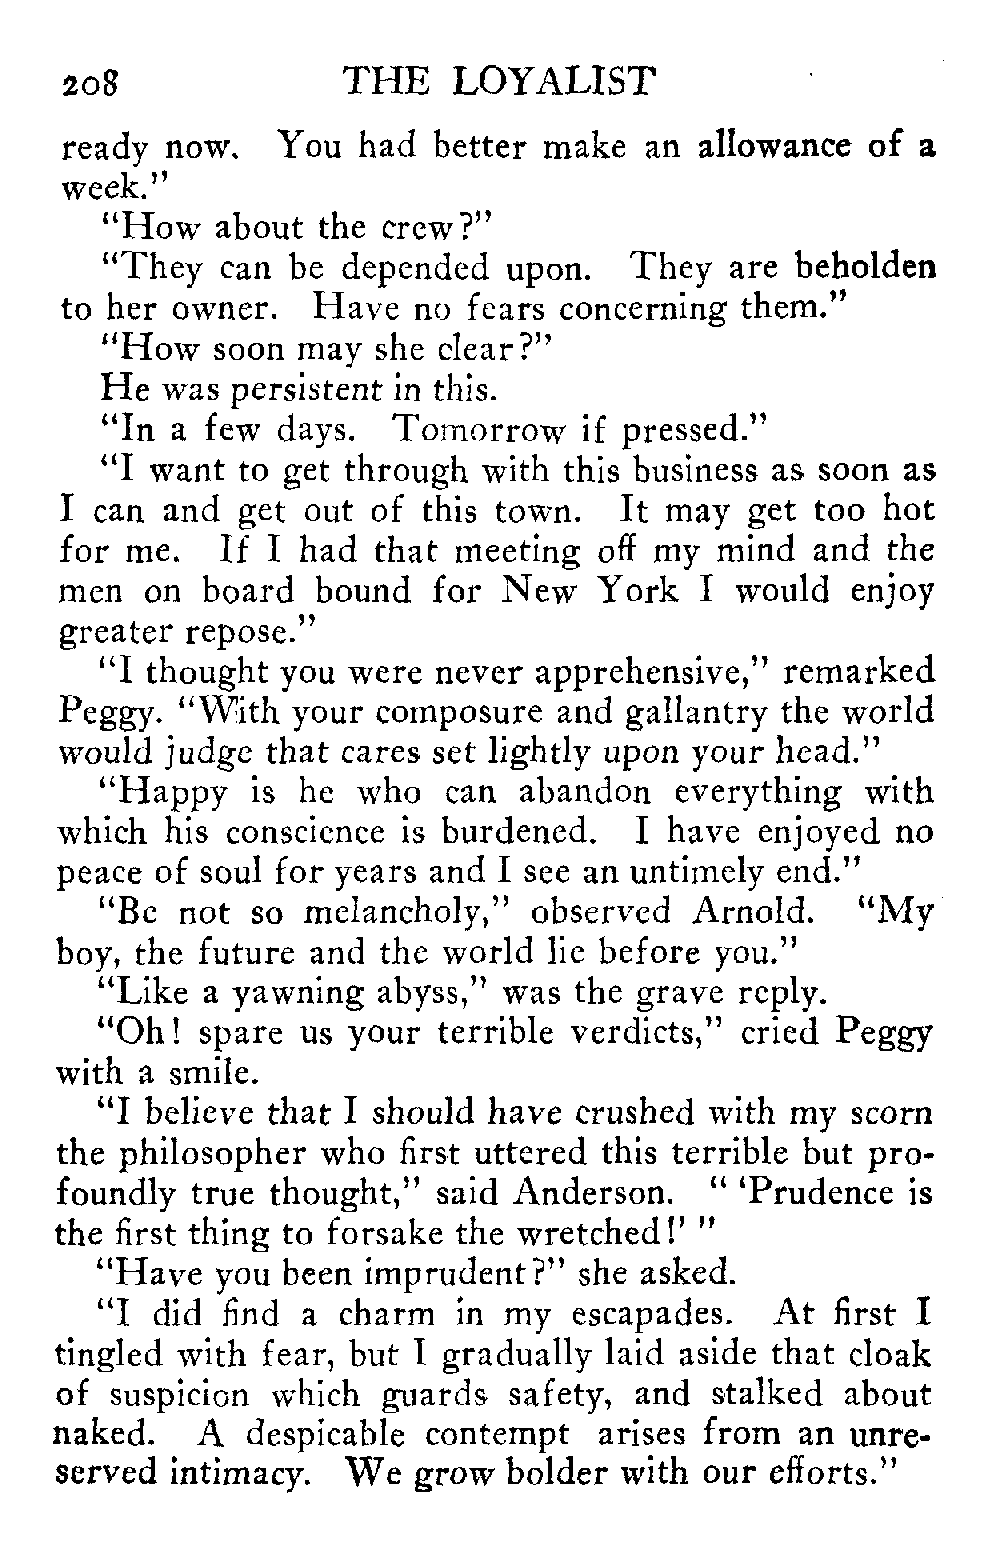 208 THE LOYALIST
ready now. You had better make an allowance of a
week."
"How about the crew?"
"They can be depended upon. They are beholden
to her owner. Have no fears concerning them."
"How soon may she clear?"
He was persistent in this.
"In a few days. Tomorrow if pressed."
"I want to get through with this business as soon as
I can and get out of this town. It may get too hot
for me. If I had that meeting off my mind and the
men on board bound for New York I would enjoy
greater repose."
"I thought you were never apprehensive," remarked
Peggy. "With your composure and gallantry the world
would judge that cares set lightly upon your head."
"Happy is he who can abandon everything with
which his conscience is burdened. I have enjoyed no
peace of soul for years and I see an untimely end."
"Be not so melancholy," observed Arnold. "My
boy, the future and the world lie before you."
"Like a yawning abyss," was the grave reply.
"Oh! spare us your terrible verdicts," cried Peggy
with a smile.
"I believe that I should have crushed with my scorn
the philosopher who first uttered this terrible but pro-
foundly true thought," said Anderson. " 'Prudence is
the first thing to forsake the wretched!' "
"Have you been imprudent?" she asked.
"I did find a charm in my escapades. At first I
tingled with fear, but I gradually laid aside that cloak
of suspicion which guards safety, and stalked about
naked. A despicable contempt arises from an unre-
served intimacy. We grow bolder with our efforts."